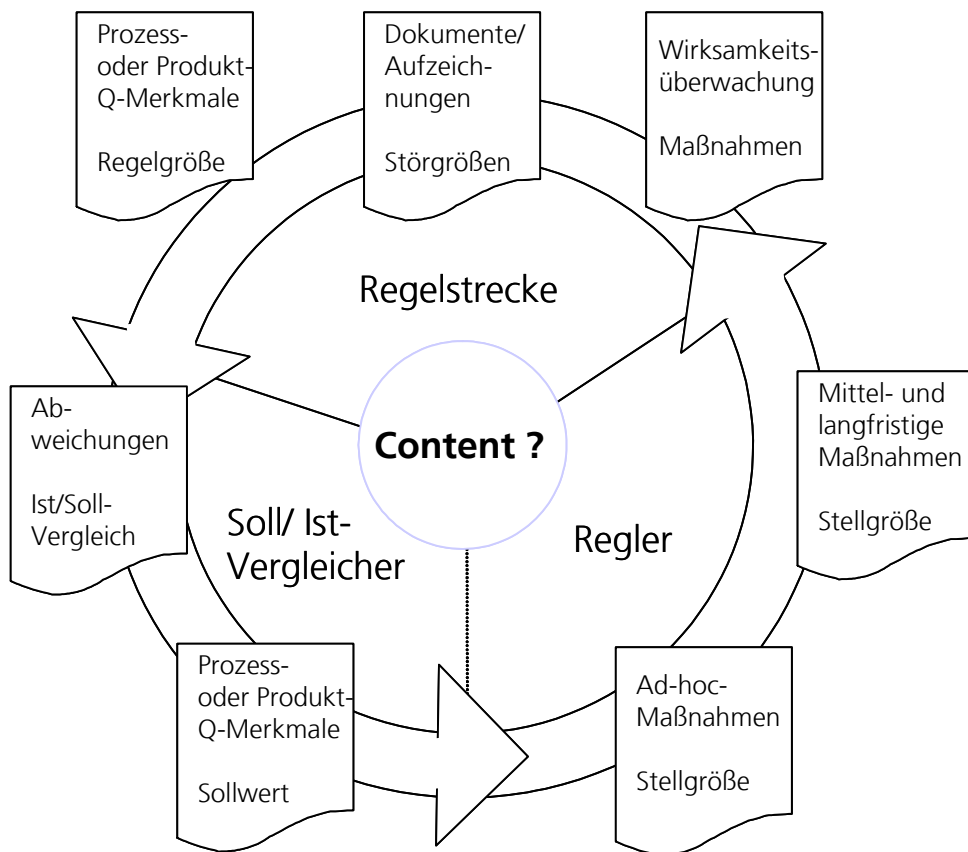 Prozess-
oder Produkt-
Q-Merkmale
Regelgröße
Dokumente/
Aufzeich-
nungen
Störgrößen
Wirksamkeits-
überwachung
Maßnahmen
Regelstrecke
Ab-
weichungen
Ist/Soll-
Vergleich
Content ?
Mittel- und
langfristige
Maßnahmen
Stellgröße
Soll/ Ist-
Vergleicher
Regler
Prozess-
oder Produkt-
Q-Merkmale
Sollwert
Ad-hoc-
Maßnahmen
Stellgröße